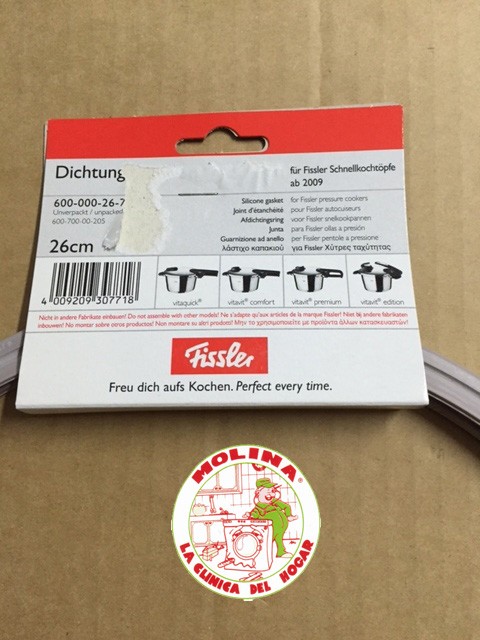 Dichtung
für Fissler Schnellkochtöpfe
ab 2009
600-000-26-7
Unverpackt / unpacked
600-700-00-205
26cm
Silicone gasket for Fissler pressure cookers
Joint d'étanchéité pour Fissler autocuiseurs
Afdichtingsring voor Fissler snelkookpannen
Junta para Fissler ollas a presión
Guarnizione ad anello per Fissler pentole a pressione
λάστιχο καπακιού για Fissler Χύτρες ταχύτητας
4 009209 307718
vitaquick® vitavit® comfort vitavit® premium vitavit® edition
Nicht in andere Fabrikate einbauen! Do not assemble with other models! Ne s'adapte qu'aux articles de la marque Fissler! Niet bij andere fabrikaten
inbouwen! No montar sobre otros productos! Non montare su altri prodotti! Μην το χρησιμοποιείτε με προϊόντα άλλων κατασκευαστών!
Fissler
Freu dich aufs Kochen. Perfect every time.
MOLINA®
LA CLINICA DEL HOGAR